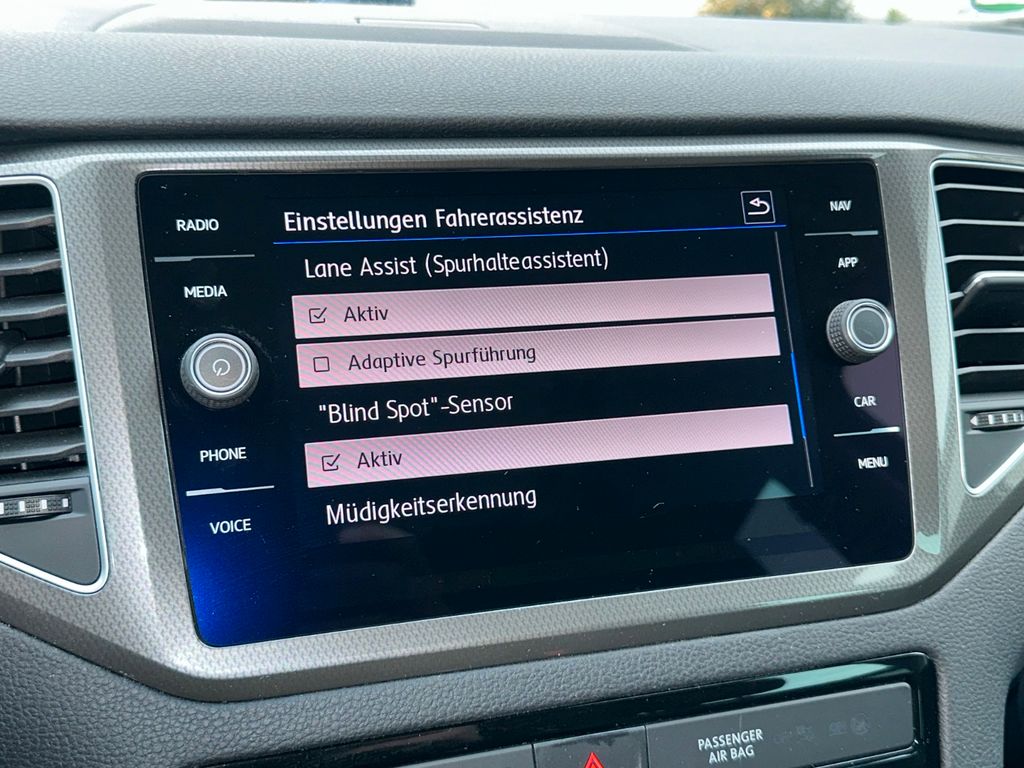 RADIO
MEDIA
PHONE
VOICE
Einstellungen Fahrerassistenz
Lane Assist (Spurhalteassistent)
Aktiv
Adaptive Spurführung
"Blind Spot"-Sensor
Aktiv
Müdigkeitserkennung
NAV
APP
CAR
MENU
PASSENGER
AIR BAG